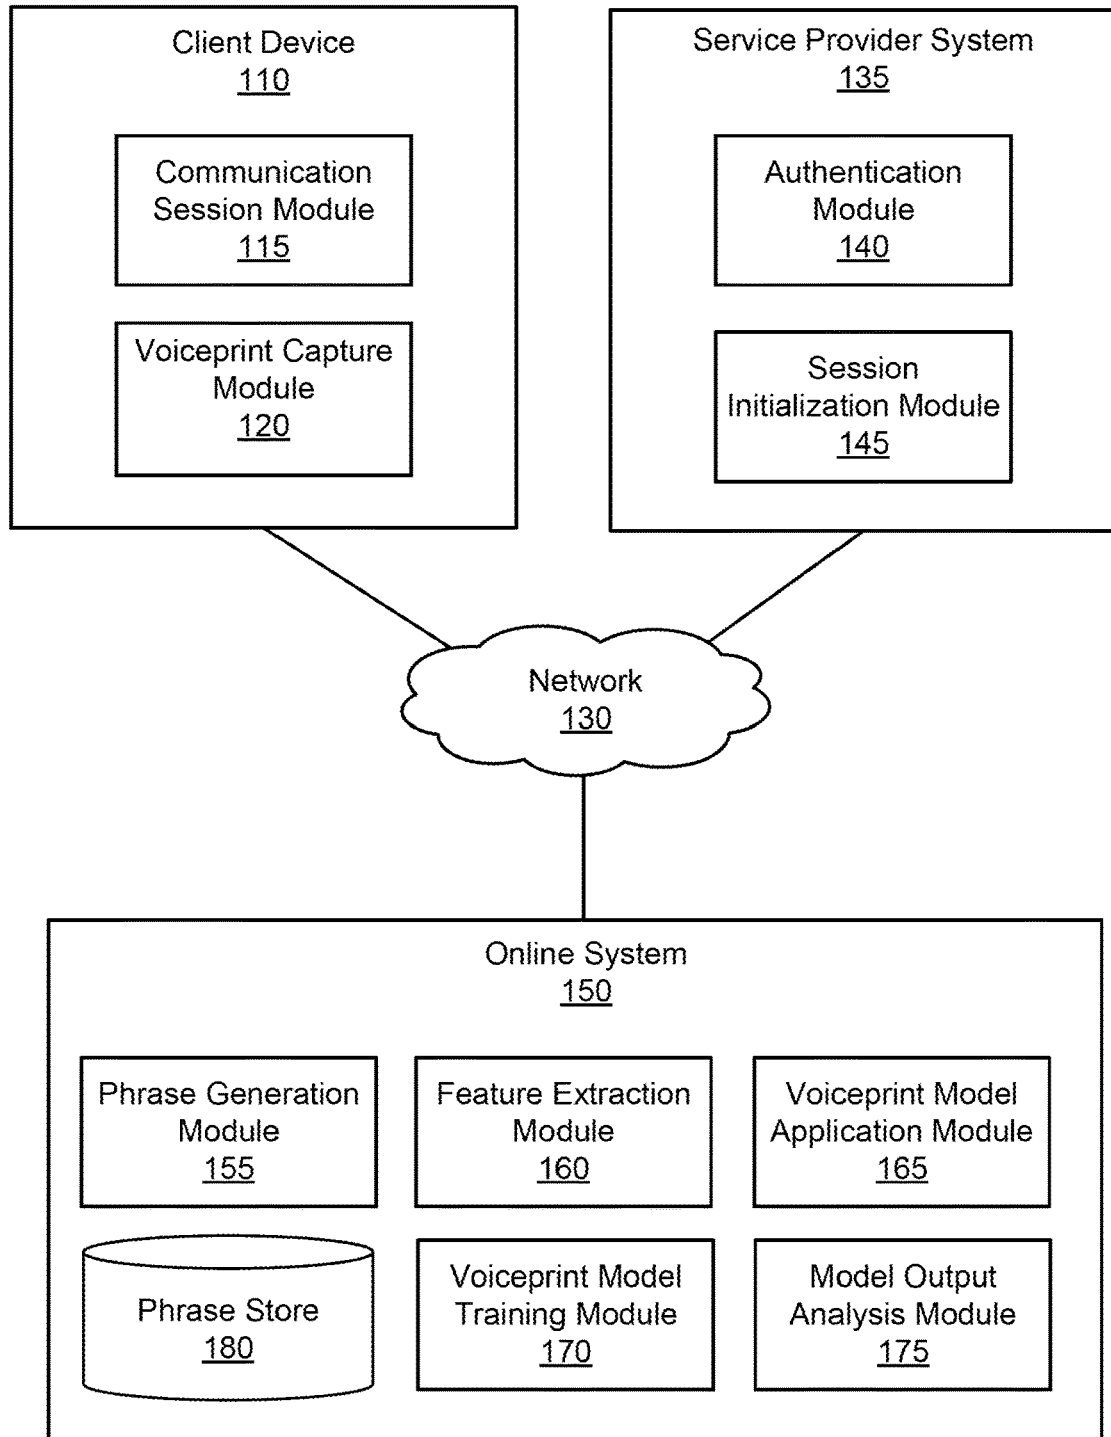 Client Device
110
Communication
Session Module
115
Voiceprint Capture
Module
120
Service Provider System
135
Authentication
Module
140
Session
Initialization Module
145
Network
130
Online System
150
Phrase Generation
Module
155
Feature Extraction
Module
160
Voiceprint Model
Application Module
165
Phrase Store
180
Voiceprint Model
Training Module
170
Model Output
Analysis Module
175